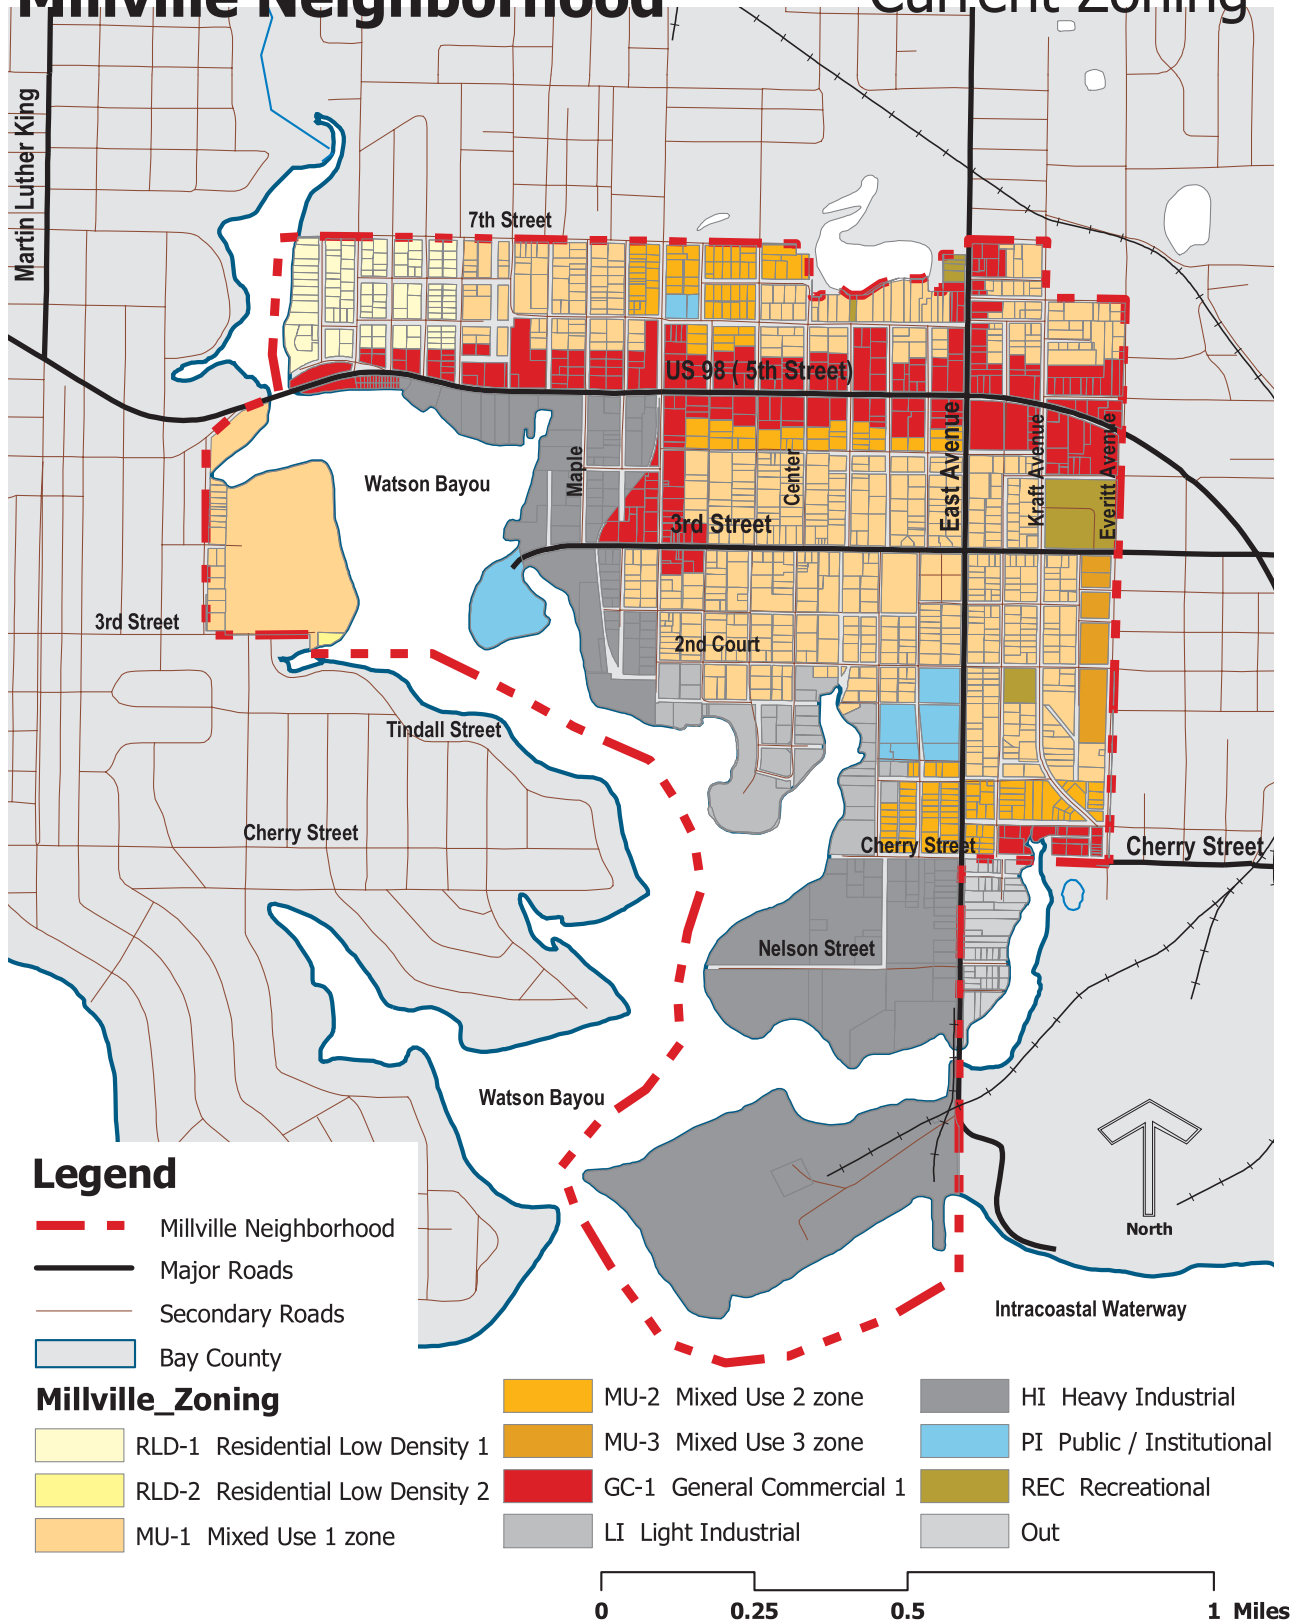 Millville Neighborhood
Current Zoning
Martin Luther King
7th Street
US 98 ( 5th Street)
Watson Bayou
Maple
Center
East Avenue
Kraft Avenue
Everitt Avenue
3rd Street
3rd Street
2nd Court
Tindall Street
Cherry Street
Cherry Street
Cherry Street
Nelson Street
Watson Bayou
North
Intracoastal Waterway
Legend
Millville Neighborhood
Major Roads
Secondary Roads
Bay County
Millville_Zoning
RLD-1 Residential Low Density 1
RLD-2 Residential Low Density 2
MU-1 Mixed Use 1 zone
MU-2 Mixed Use 2 zone
MU-3 Mixed Use 3 zone
GC-1 General Commercial 1
LI Light Industrial
HI Heavy Industrial
PI Public / Institutional
REC Recreational
Out
0 0.25 0.5 1 Miles